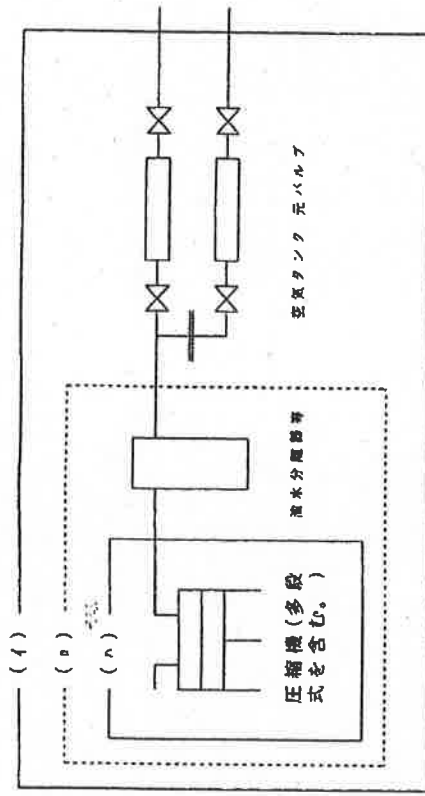 (イ)
(ロ)
(ハ)
圧縮機(多段
式を含む。)
油水分離器等
空気タンク 元バルブ